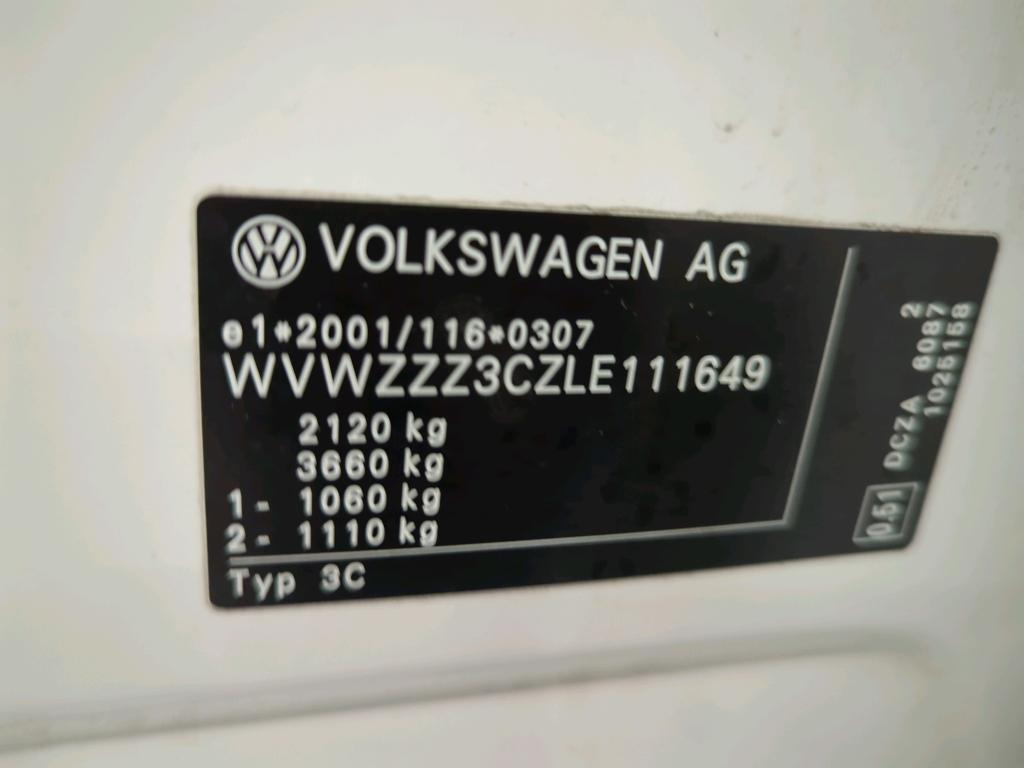 VOLKSWAGEN AG
e1*2001/116*0307
WVWZZZ3CZLE111649
2120 kg
3660 kg
1- 1060 kg
2- 1110 kg
Typ 3C
2
DCZA 6087
1025158
0.51